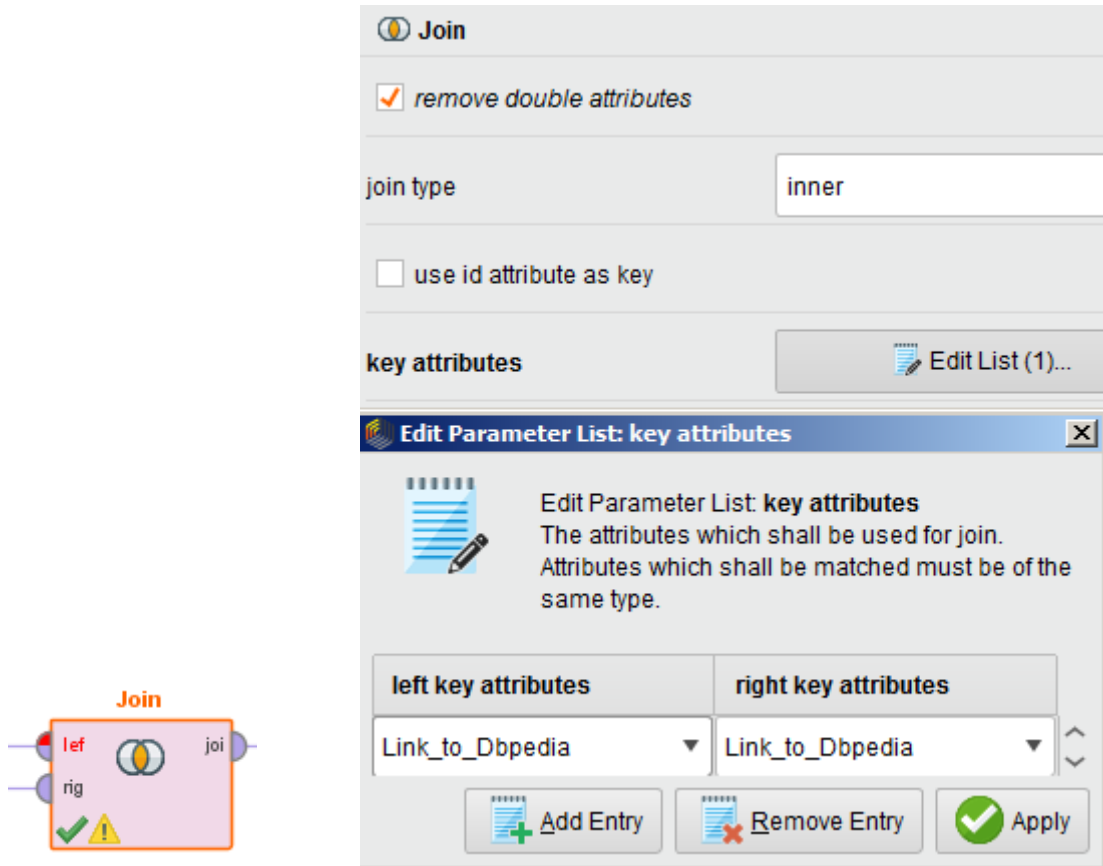 Join
remove double attributes
join type
inner
use id attribute as key
key attributes
Edit List (1)...
Edit Parameter List: key attributes
Edit Parameter List: key attributes
The attributes which shall be used for join.
Attributes which shall be matched must be of the
same type.
left key attributes
right key attributes
Link_to_Dbpedia
Link_to_Dbpedia
Add Entry
Remove Entry
Apply
Join
lef
joi
rig